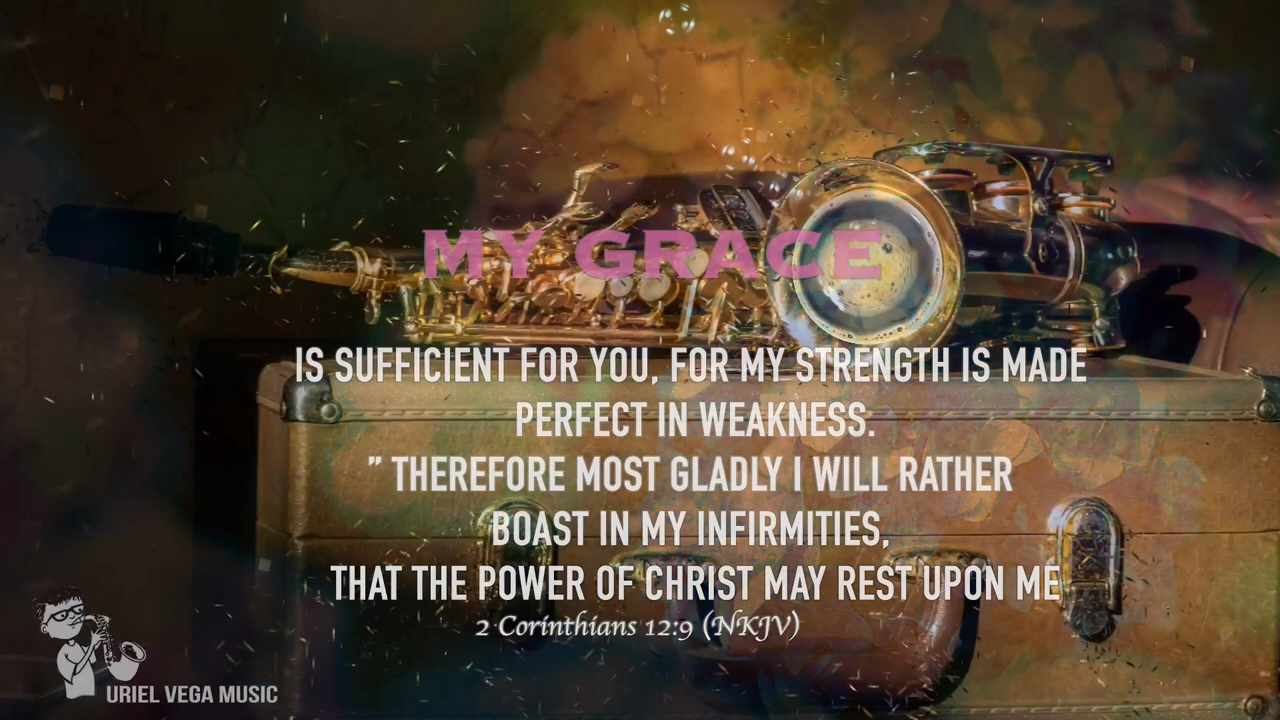 MY GRACE
IS SUFFICIENT FOR YOU, FOR MY STRENGTH IS MADE
PERFECT IN WEAKNESS.
” THEREFORE MOST GLADLY I WILL RATHER
BOAST IN MY INFIRMITIES,
THAT THE POWER OF CHRIST MAY REST UPON ME
2 Corinthians 12:9 (NKJV)
URIEL VEGA MUSIC